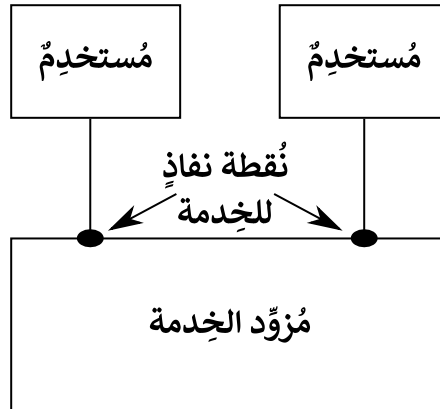 مُستخدِمٌ
مُستخدِمٌ
نُقطة نفاذٍ
للخِدمة
مُزوِّد الخِدمة